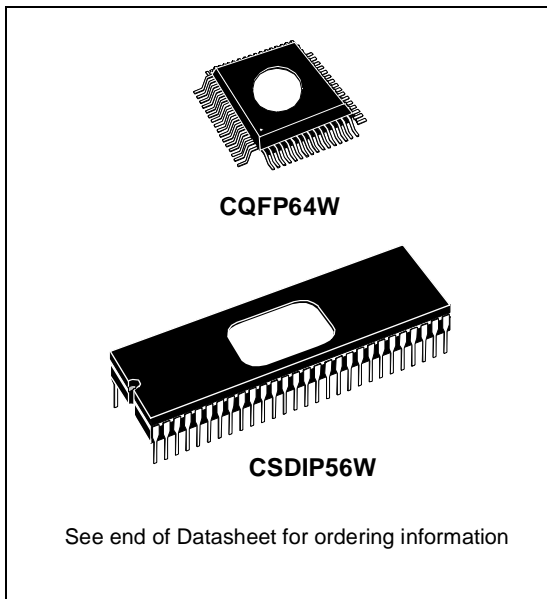 CQFP64W
CSDIP56W
See end of Datasheet for ordering information